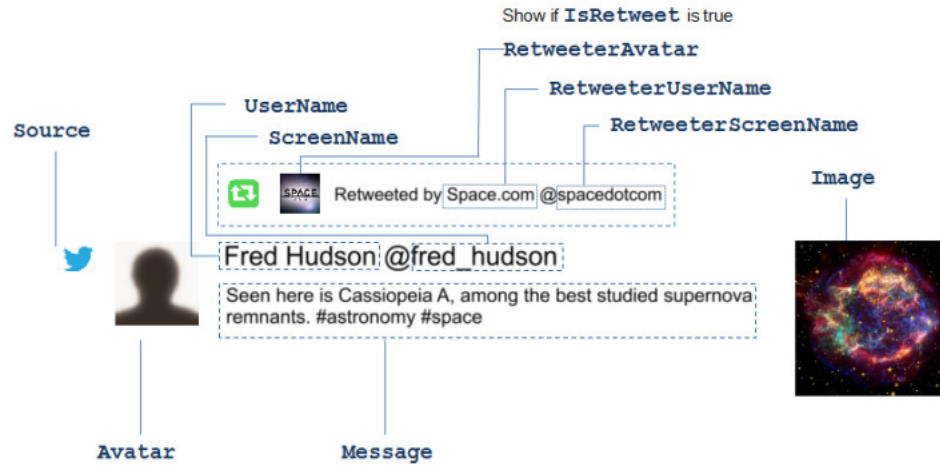 Show if IsRetweet is true
RetweeterAvatar
RetweeterUserName
UserName
RetweeterScreenName
Source
ScreenName
Image
SPACE
Retweeted by Space.com @spacedotcom
Fred Hudson @fred_hudson
Seen here is Cassiopeia A, among the best studied supernova
remnants. #astronomy #space
Avatar
Message